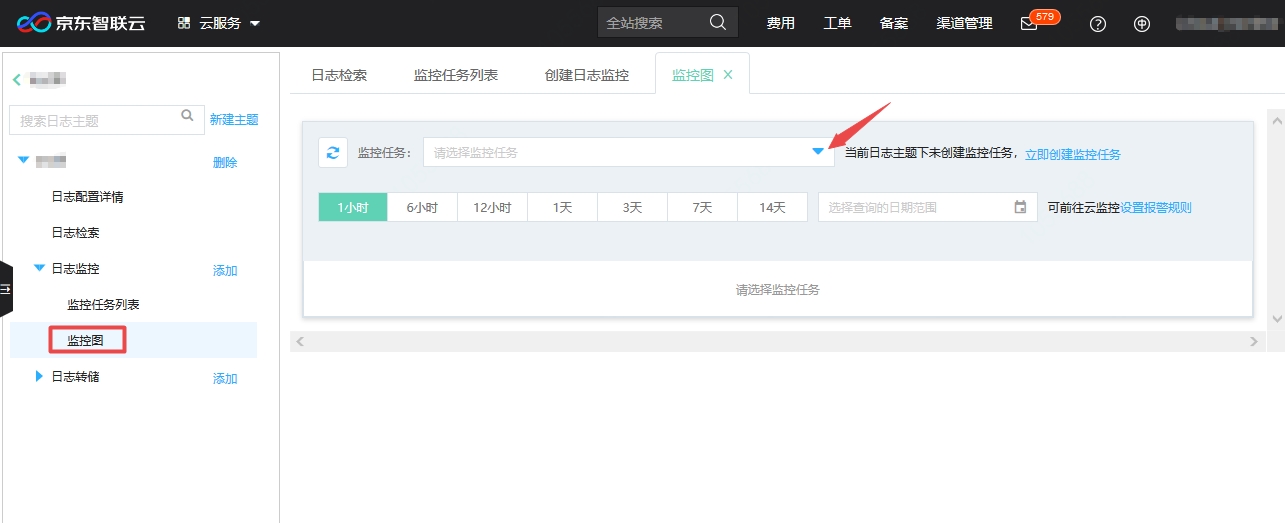 京东智联云 云服务 全站搜索 费用 工单 备案 渠道管理 579
日志检索 监控任务列表 创建日志监控 监控图 ×
搜索日志主题 新建主题
删除
日志配置详情
日志检索
日志监控 添加
监控任务列表
监控图
日志转储 添加
监控任务： 请选择监控任务 当前日志主题下未创建监控任务，立即创建监控任务
1小时 6小时 12小时 1天 3天 7天 14天 选择查询的日期范围 可前往云监控设置报警规则
请选择监控任务